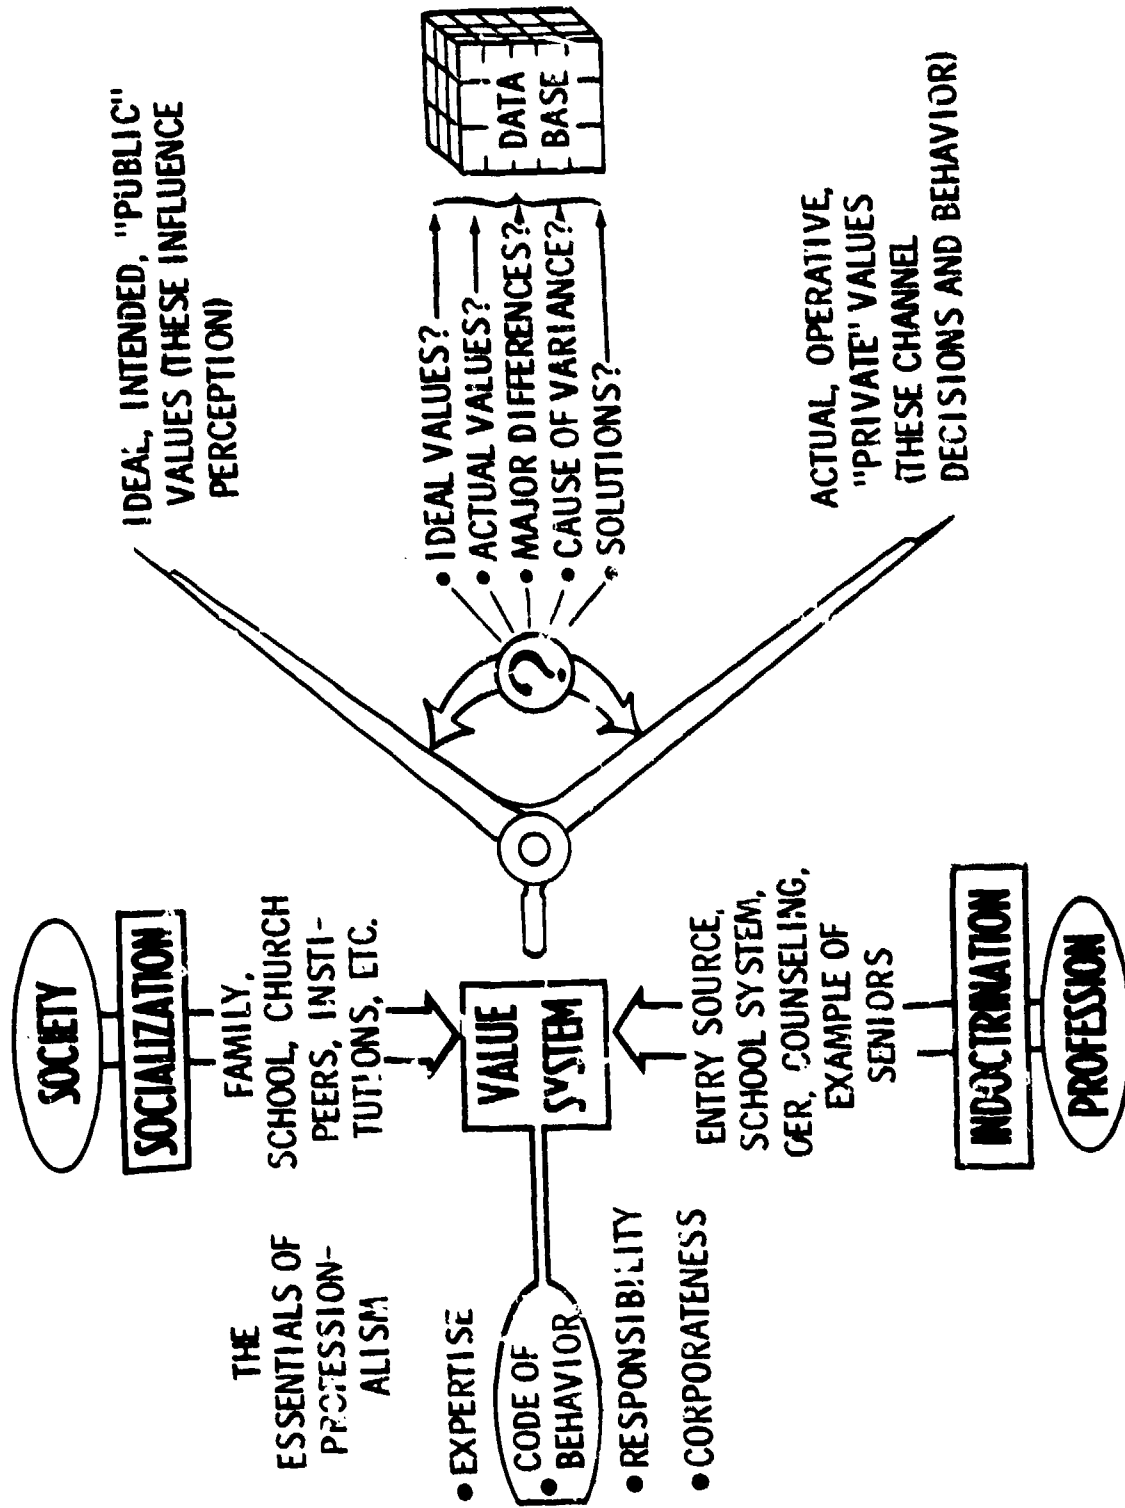 THE
ESSENTIALS OF
PROFESSION-
ALISM
• EXPERTISE
• CODE OF
BEHAVIOR
• RESPONSIBILITY
• CORPORATENESS
SOCIETY
SOCIALIZATION
FAMILY,
SCHOOL, CHURCH
PEERS, INSTI-
TUTIONS, ETC.
VALUE
SYSTEM
ENTRY SOURCE,
SCHOOL SYSTEM,
OER, COUNSELING,
EXAMPLE OF
SENIORS
INDOCTRINATION
PROFESSION
IDEAL, INTENDED, "PUBLIC"
VALUES (THESE INFLUENCE
PERCEPTION)
?
• IDEAL VALUES?
• ACTUAL VALUES?
• MAJOR DIFFERENCES?
• CAUSE OF VARIANCE?
• SOLUTIONS?
DATA
BASE
ACTUAL, OPERATIVE,
"PRIVATE" VALUES
(THESE CHANNEL
DECISIONS AND BEHAVIOR)